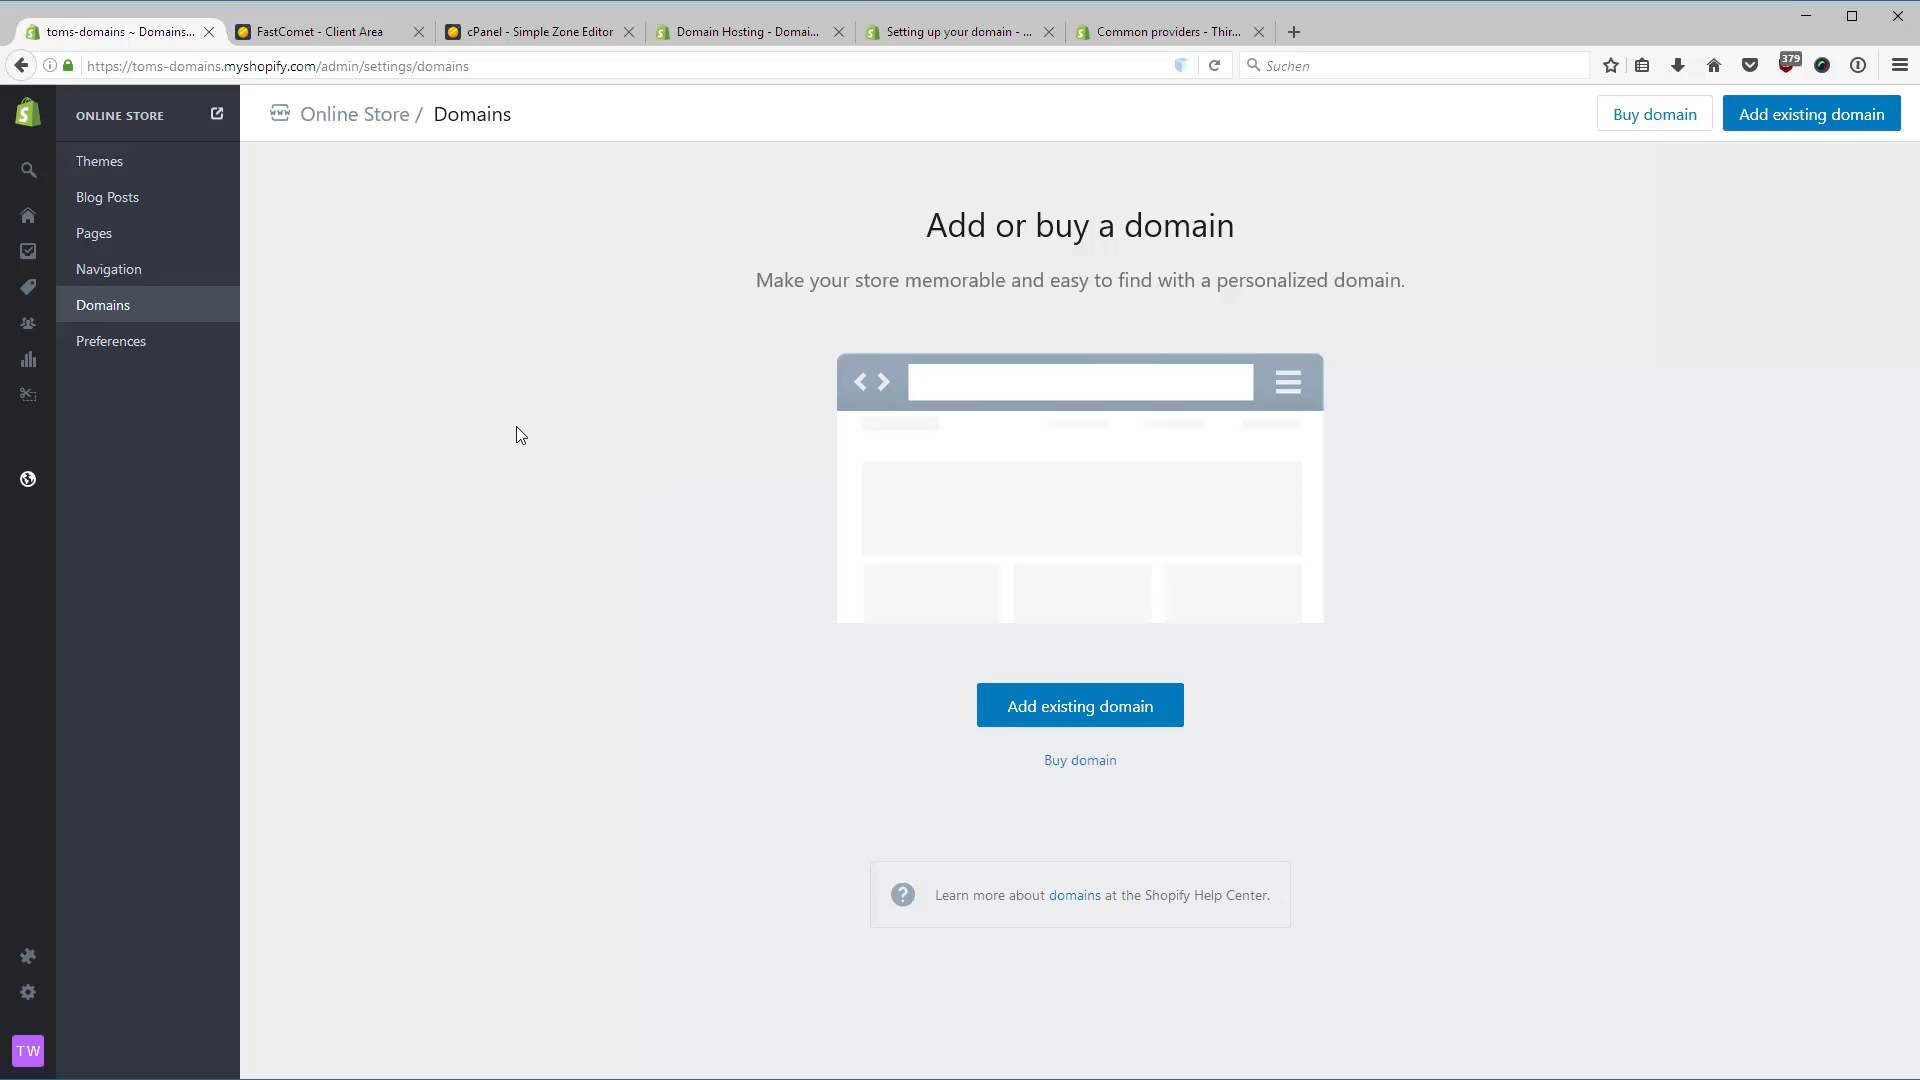 toms-domains ~ Domains...
FastComet - Client Area
cPanel - Simple Zone Editor
Domain Hosting - Domai...
Setting up your domain - ...
Common providers - Thir...
https://toms-domains.myshopify.com/admin/settings/domains
Suchen
379
ONLINE STORE
Online Store / Domains
Buy domain
Add existing domain
Themes
Blog Posts
Pages
Navigation
Domains
Preferences
Add or buy a domain
Make your store memorable and easy to find with a personalized domain.
Add existing domain
Buy domain
? Learn more about domains at the Shopify Help Center.
TW